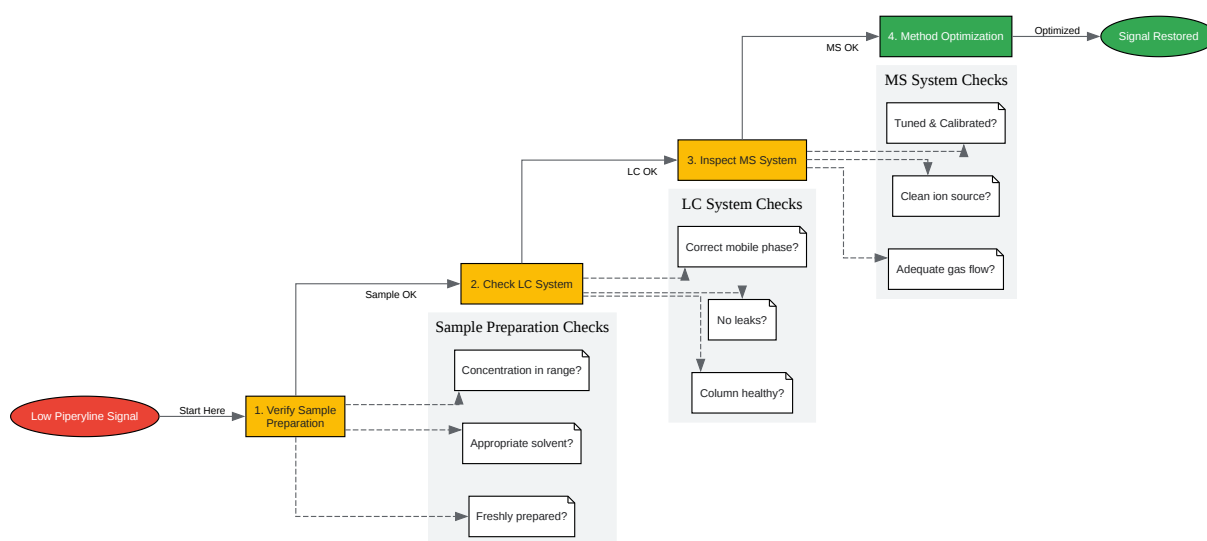 Low Piperyline Signal
Start Here
1. Verify Sample
Preparation
Sample OK
Sample Preparation Checks
Concentration in range?
Appropriate solvent?
Freshly prepared?
2. Check LC System
LC OK
LC System Checks
Correct mobile phase?
No leaks?
Column healthy?
3. Inspect MS System
MS OK
MS System Checks
Tuned & Calibrated?
Clean ion source?
Adequate gas flow?
4. Method Optimization
Optimized
Signal Restored